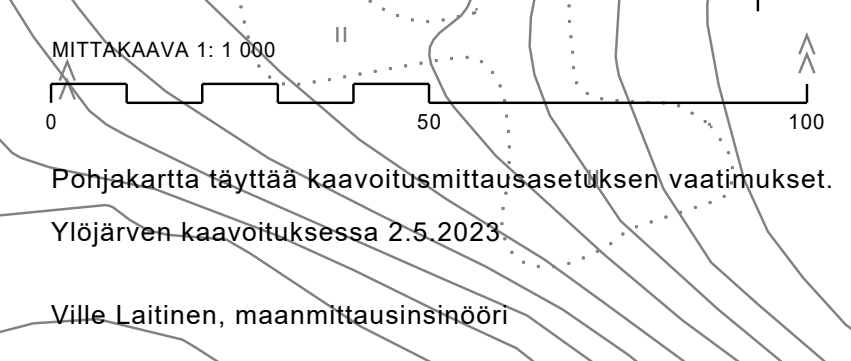 MITTAKAAVA 1: 1 000
0 50 100
Pohjakartta täyttää kaavoitusmittausasetuksen vaatimukset.
Ylöjärven kaavoituksessa 2.5.2023
Ville Laitinen, maanmittausinsinööri